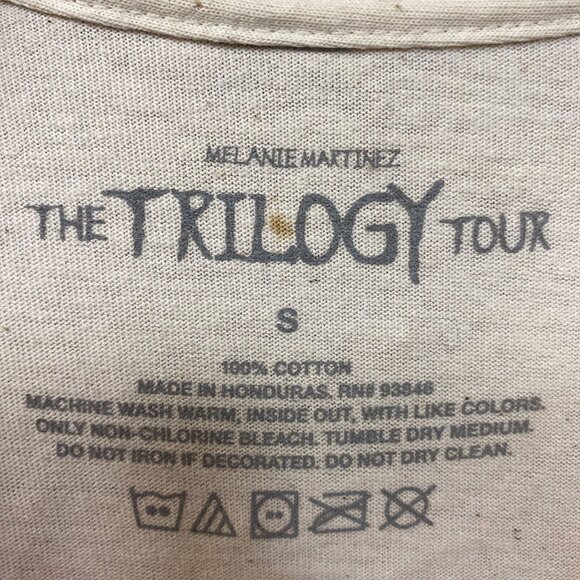 MELANIE MARTINEZ
THE TRILOGY TOUR
S
100% COTTON
MADE IN HONDURAS. RN# 93846
MACHINE WASH WARM, INSIDE OUT, WITH LIKE COLORS.
ONLY NON-CHLORINE BLEACH. TUMBLE DRY MEDIUM.
DO NOT IRON IF DECORATED. DO NOT DRY CLEAN.